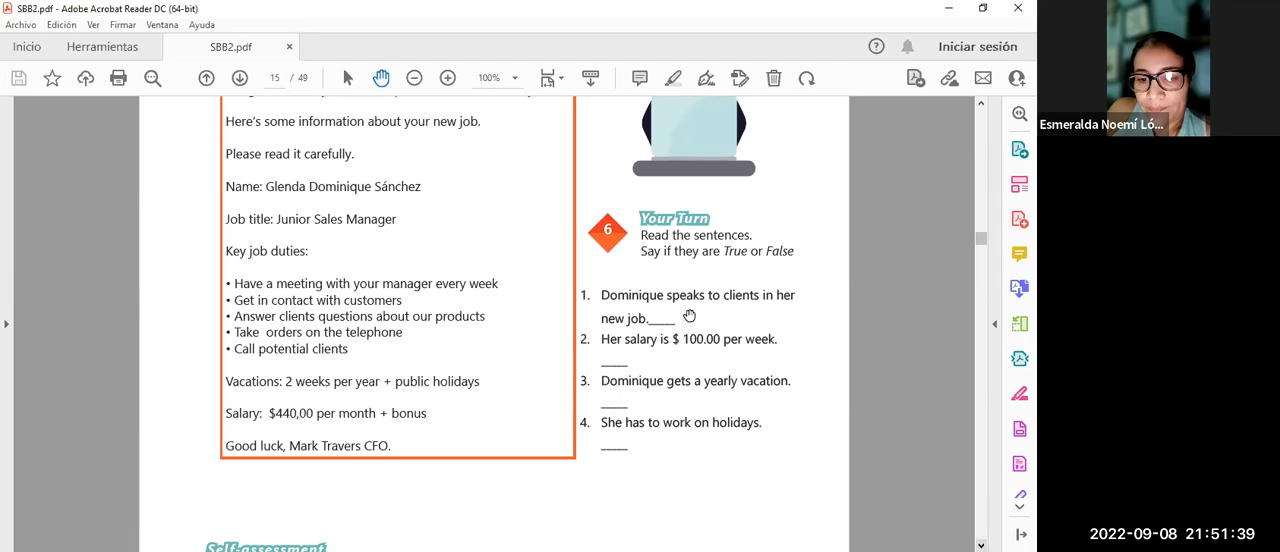 SBB2.pdf - Adobe Acrobat Reader DC (64-bit)
Archivo Edición Ver Firmar Ventana Ayuda
Inicio Herramientas SBB2.pdf × Iniciar sesión
15 / 49 100%
Here's some information about your new job.
Please read it carefully.
Name: Glenda Dominique Sánchez
Job title: Junior Sales Manager
Key job duties:
• Have a meeting with your manager every week
• Get in contact with customers
• Answer clients questions about our products
• Take orders on the telephone
• Call potential clients
Vacations: 2 weeks per year + public holidays
Salary: $440,00 per month + bonus
Good luck, Mark Travers CFO.
Self-assessment
6 Your Turn
Read the sentences.
Say if they are True or False
1. Dominique speaks to clients in her
new job._____
2. Her salary is $ 100.00 per week.
_____
3. Dominique gets a yearly vacation.
_____
4. She has to work on holidays.
_____
Esmeralda Noemí Ló...
2022-09-08 21:51:39